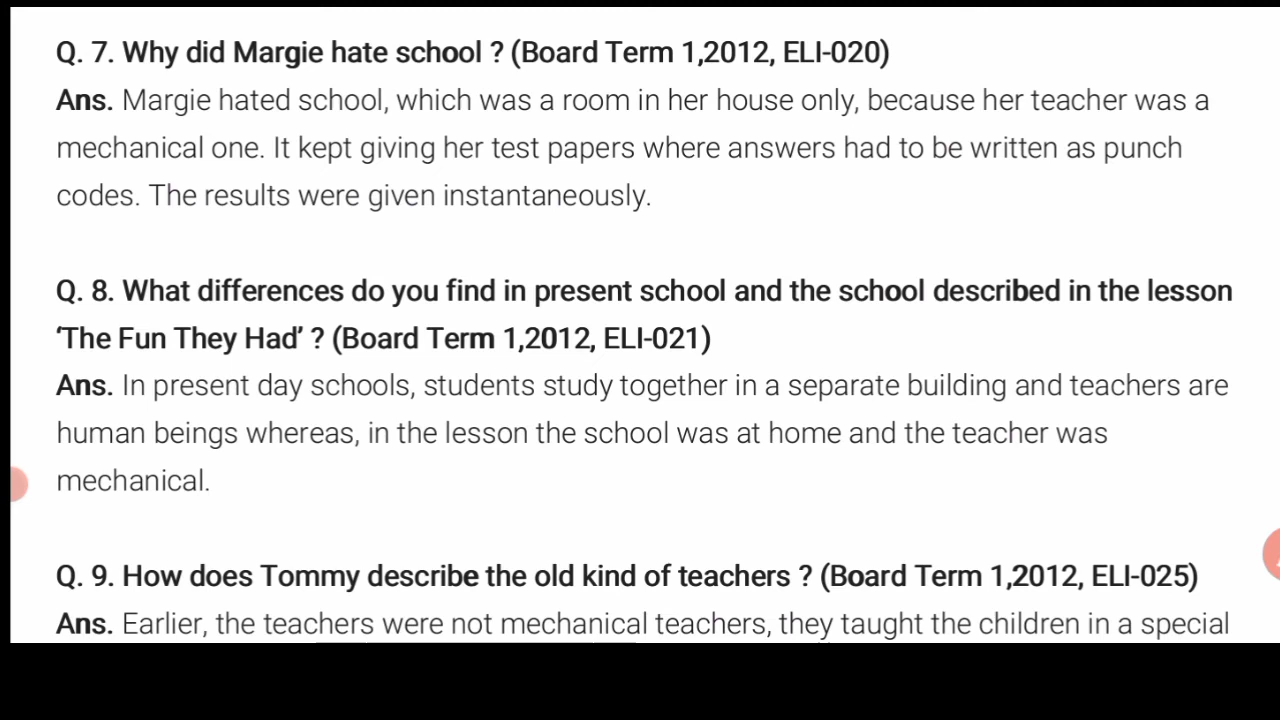 Q. 7. Why did Margie hate school ? (Board Term 1,2012, ELI-020)
Ans. Margie hated school, which was a room in her house only, because her teacher was a
mechanical one. It kept giving her test papers where answers had to be written as punch
codes. The results were given instantaneously.
Q. 8. What differences do you find in present school and the school described in the lesson
‘The Fun They Had’ ? (Board Term 1,2012, ELI-021)
Ans. In present day schools, students study together in a separate building and teachers are
human beings whereas, in the lesson the school was at home and the teacher was
mechanical.
Q. 9. How does Tommy describe the old kind of teachers ? (Board Term 1,2012, ELI-025)
Ans. Earlier, the teachers were not mechanical teachers, they taught the children in a special